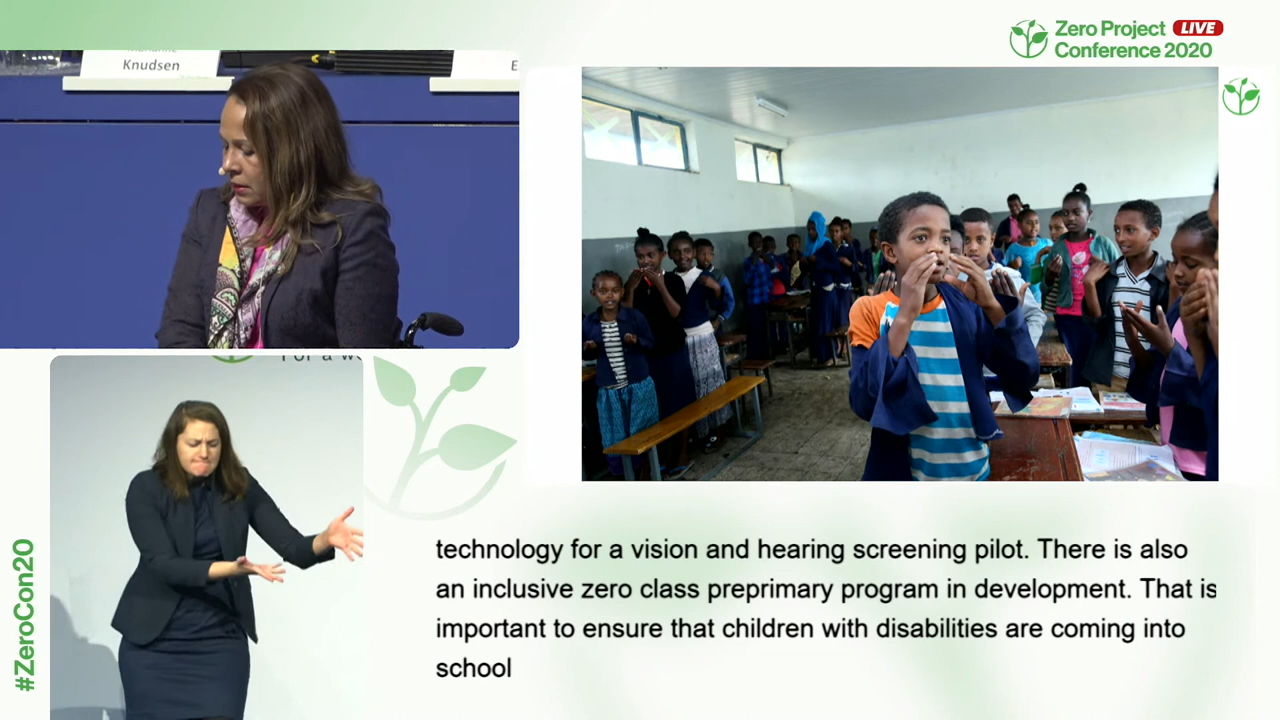 Zero Project LIVE
Conference 2020
Knudsen
E
For a we
#ZeroCon20
technology for a vision and hearing screening pilot. There is also
an inclusive zero class preprimary program in development. That is
important to ensure that children with disabilities are coming into
school